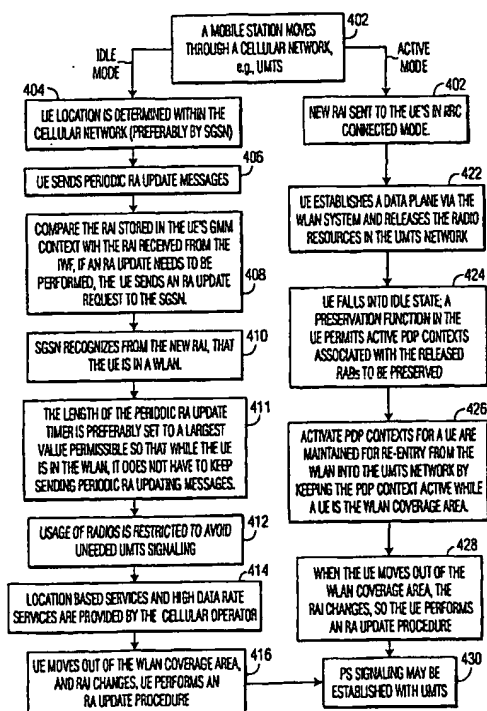 A MOBILE STATION MOVES
THROUGH A CELLULAR NETWORK,
e.g., UMTS
402
IDLE
MODE
ACTIVE
MODE
404
UE LOCATION IS DETERMINED WITHIN THE
CELLULAR NETWORK (PREFERABLY BY SGSN)
406
UE SENDS PERIODIC RA UPDATE MESSAGES
COMPARE THE RAI STORED IN THE UE'S GMM
CONTEXT WIH THE RAI RECEIVED FROM THE
IWF, IF AN RA UPDATE NEEDS TO BE
PERFORMED, THE UE SENDS AN RA UPDATE
REQUEST TO THE SGSN.
408
410
SGSN RECOGNIZES FROM THE NEW RAI, THAT
THE UE IS IN A WLAN.
411
THE LENGTH OF THE PERIODIC RA UPDATE
TIMER IS PREFERABLY SET TO A LARGEST
VALUE PERMISSIBLE SO THAT WHILE THE UE
IS IN THE WLAN, IT DOES NOT HAVE TO KEEP
SENDING PERIODIC RA UPDATING MESSAGES.
412
USAGE OF RADIOS IS RESTRICTED TO AVOID
UNEEDED UMTS SIGNALING
414
LOCATION BASED SERVICES AND HIGH DATA RATE
SERVICES ARE PROVIDED BY THE CELLULAR OPERATOR
416
UE MOVES OUT OF THE WLAN COVERAGE AREA,
AND RAI CHANGES, UE PERFORMS AN
RA UPDATE PROCEDURE
402
NEW RAI SENT TO THE UE'S IN RRC
CONNECTED MODE.
422
UE ESTABLISHES A DATA PLANE VIA THE
WLAN SYSTEM AND RELEASES THE RADIO
RESOURCES IN THE UMTS NETWORK
424
UE FALLS INTO IDLE STATE; A
PRESERVATION FUNCTION IN THE
UE PERMITS ACTIVE PDP CONTEXTS
ASSOCIATED WITH THE RELEASED
RABs TO BE PRESERVED
426
ACTIVATE PDP CONTEXTS FOR A UE ARE
MAINTAINED FOR RE-ENTRY FROM THE
WLAN INTO THE UMTS NETWORK BY
KEEPING THE PDP CONTEXT ACTIVE WHILE
A UE IS THE WLAN COVERAGE AREA.
428
WHEN THE UE MOVES OUT OF THE
WLAN COVERAGE AREA, THE
RAI CHANGES, SO THE UE PERFORMS
AN RA UPDATE PROCEDURE
430
PS SIGNALING MAY BE
ESTABLISHED WITH UMTS